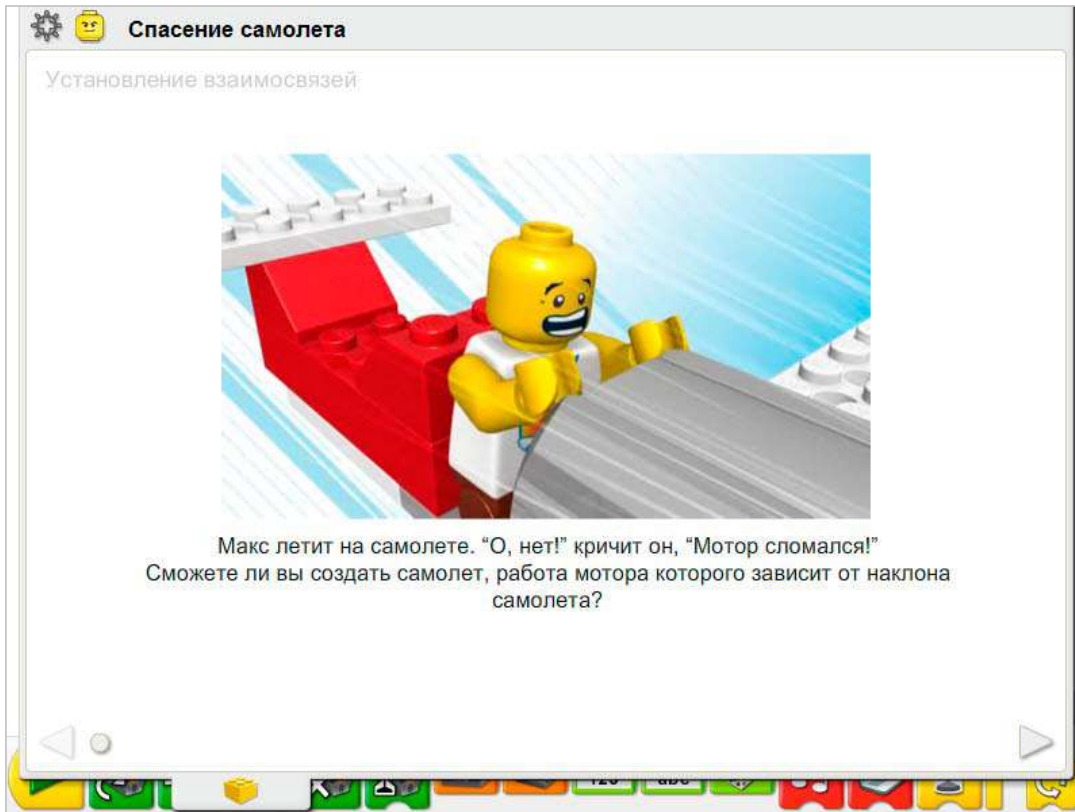 Спасение самолета
Установление взаимосвязей
Макс летит на самолете. “О, нет!” кричит он, “Мотор сломался!”
Сможете ли вы создать самолет, работа мотора которого зависит от наклона
самолета?